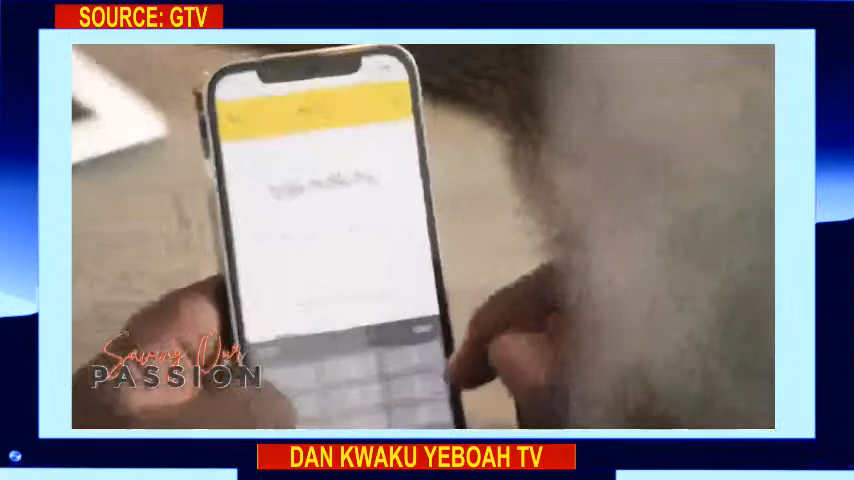 SOURCE: GTV
Saving Our
PASSION
DAN KWAKU YEBOAH TV